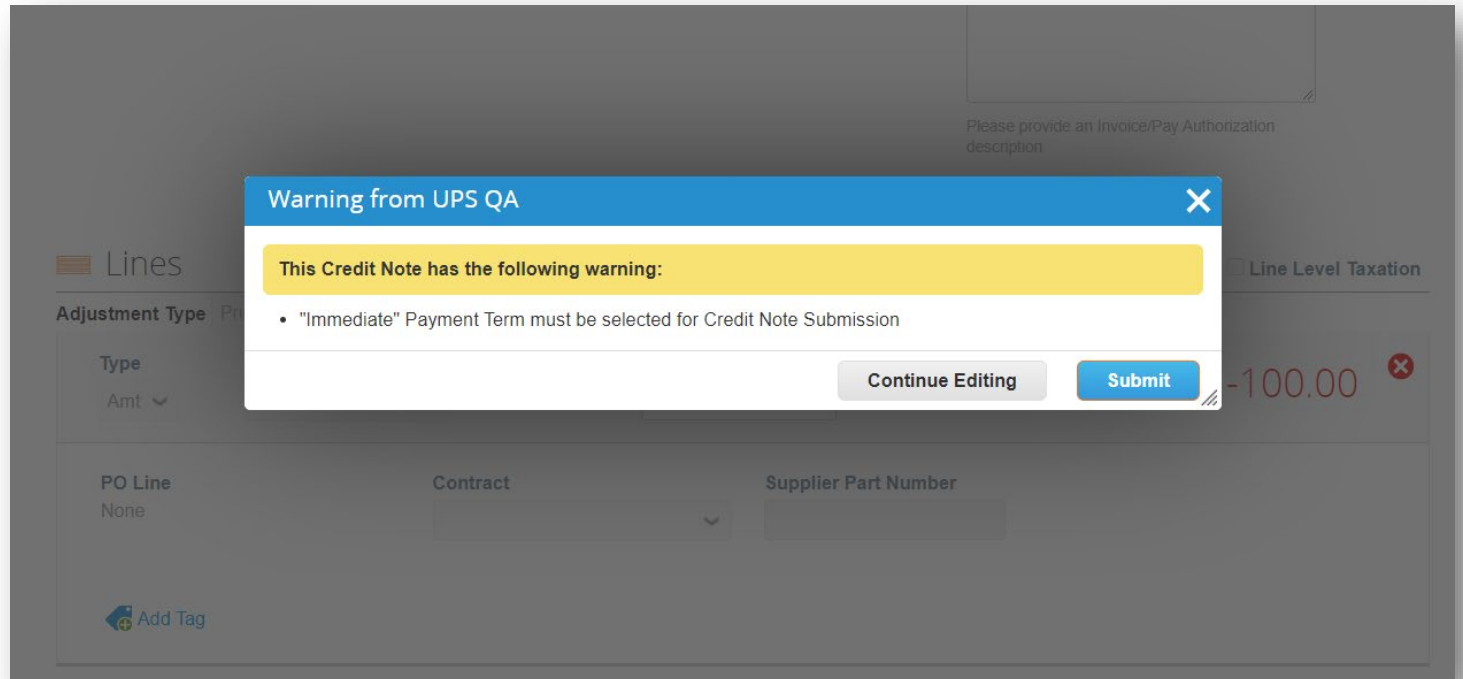 Please provide an Invoice/Pay Authorization
description
Warning from UPS QA
Lines
This Credit Note has the following warning:
Line Level Taxation
Adjustment Type
• "Immediate" Payment Term must be selected for Credit Note Submission
Type
Amt
Continue Editing
Submit
-100.00
PO Line
None
Contract
Supplier Part Number
Add Tag